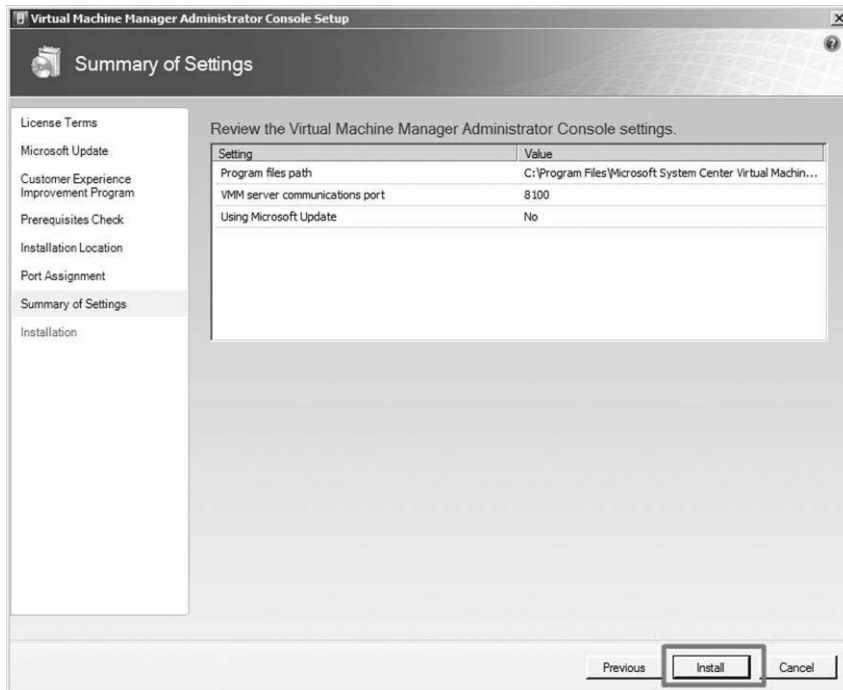 Virtual Machine Manager Administrator Console Setup
Summary of Settings
License Terms
Microsoft Update
Customer Experience
Improvement Program
Prerequisites Check
Installation Location
Port Assignment
Summary of Settings
Installation
Review the Virtual Machine Manager Administrator Console settings.
Setting Value
Program files path C:\Program Files\Microsoft System Center Virtual Machin...
VMM server communications port 8100
Using Microsoft Update No
Previous Install Cancel